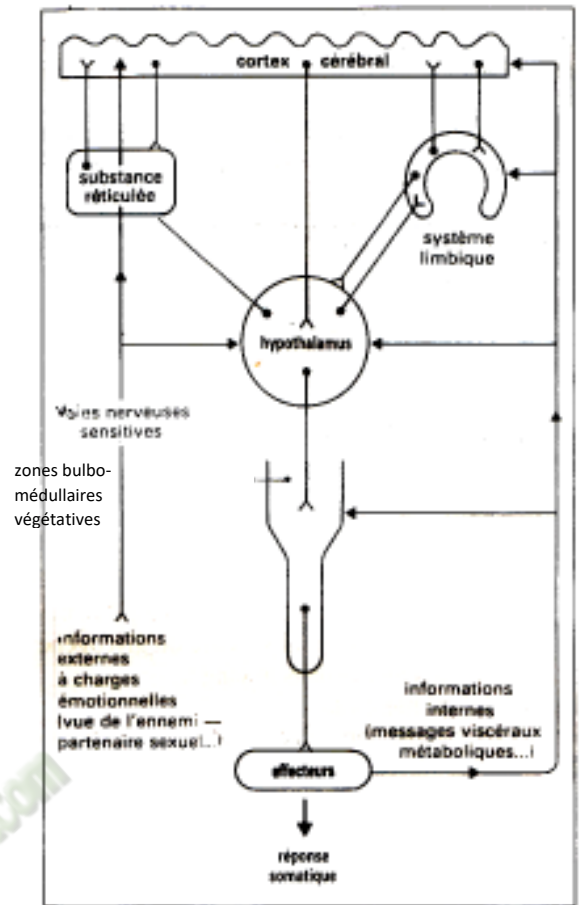 cortex cérébral
substance
réticulée
système
limbique
hypothalamus
Voies nerveuses
sensitives
zones bulbo-
médullaires
végétatives
informations
externes
à charges
émotionnelles
(vue de l'ennemi —
partenaire sexuel...)
informations
internes
(messages viscéraux
métaboliques...)
effecteurs
réponse
somatique
com